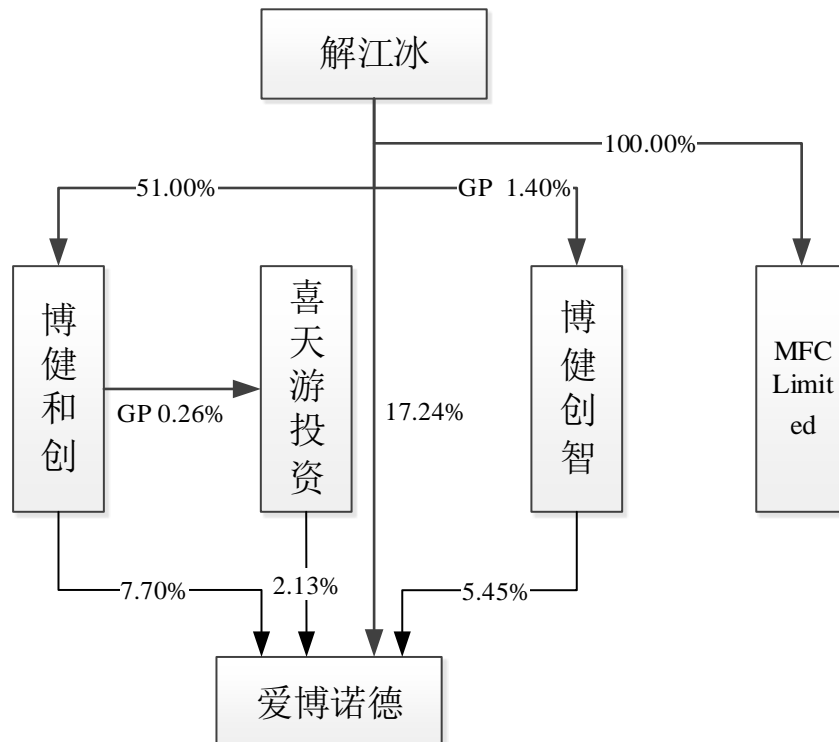 解江冰
100.00%
51.00%
GP 1.40%
博
健
和
创
喜
天
游
投
资
博
健
创
智
MFC
Limit
ed
GP 0.26%
17.24%
7.70%
2.13%
5.45%
爱博诺德